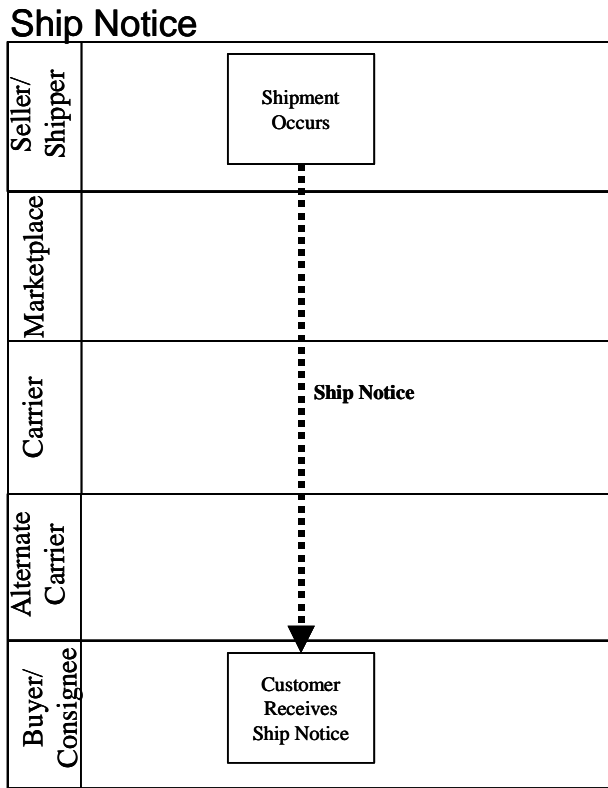 Ship Notice
Seller/
Shipper
Shipment
Occurs
Marketplace
Carrier
Ship Notice
Alternate
Carrier
Buyer/
Consignee
Customer
Receives
Ship Notice